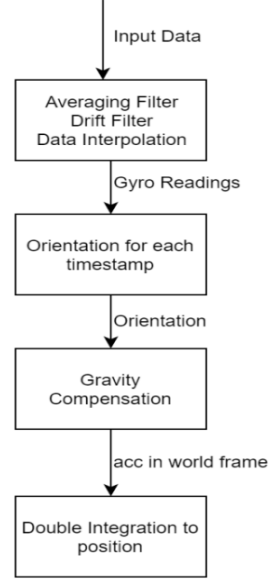 Input Data
Averaging Filter
Drift Filter
Data Interpolation
Gyro Readings
Orientation for each
timestamp
Orientation
Gravity
Compensation
acc in world frame
Double Integration to
position